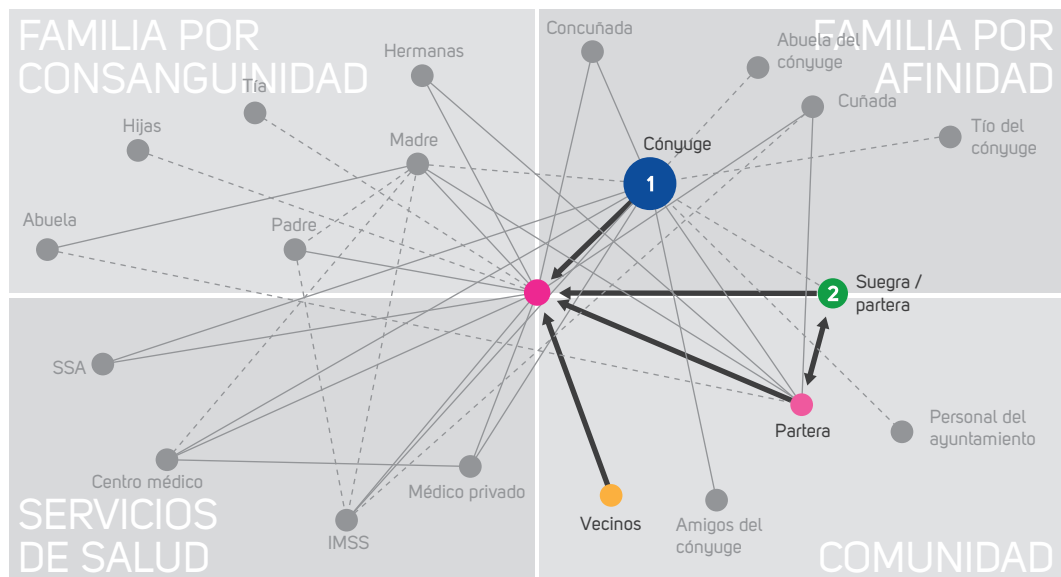 FAMILIA POR
CONSANGUINIDAD
Hermanas
Tía
Hijas
Madre
Abuela
Padre
FAMILIA POR
AFINIDAD
Concuñada
Abuela del
cónyuge
Cuñada
Tío del
cónyuge
Cónyuge
1
2
Suegra /
partera
SSA
Centro médico
Médico privado
IMSS
SERVICIOS
DE SALUD
Partera
Personal del
ayuntamiento
Vecinos
Amigos del
cónyuge
COMUNIDAD